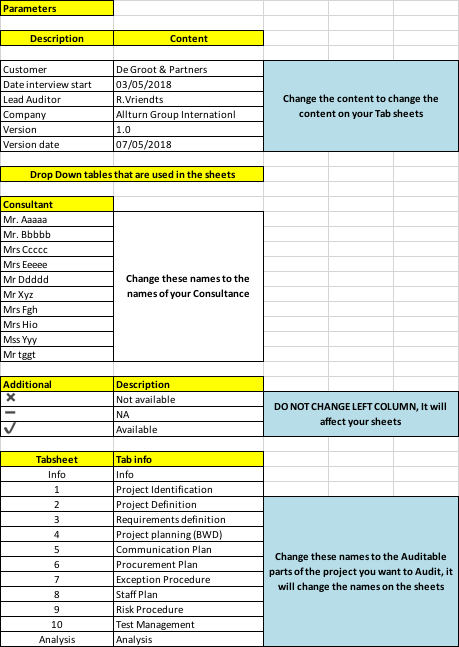 Parameters
Description Content
Customer De Groot & Partners
Date interview start 03/05/2018
Lead Auditor R.Vriendts
Company Allturn Group Internationl
Version 1.0
Version date 07/05/2018
Change the content to change the
content on your Tab sheets
Drop Down tables that are used in the sheets
Consultant
Mr. Aaaaa
Mr. Bbbbb
Mrs Ccccc
Mrs Eeeee
Mr Ddddd
Mr Xyz
Mrs Fgh
Mrs Hio
Mss Yyy
Mr tggt
Change these names to the
names of your Consultance
Additional Description
Not available
NA
Available
DO NOT CHANGE LEFT COLUMN, It will
affect your sheets
Tabsheet Tab info
Info Info
1 Project Identification
2 Project Definition
3 Requirements definition
4 Project planning (BWD)
5 Communication Plan
6 Procurement Plan
7 Exception Procedure
8 Staff Plan
9 Risk Procedure
10 Test Management
Analysis Analysis
Change these names to the Auditable
parts of the project you want to Audit, it
will change the names on the sheets